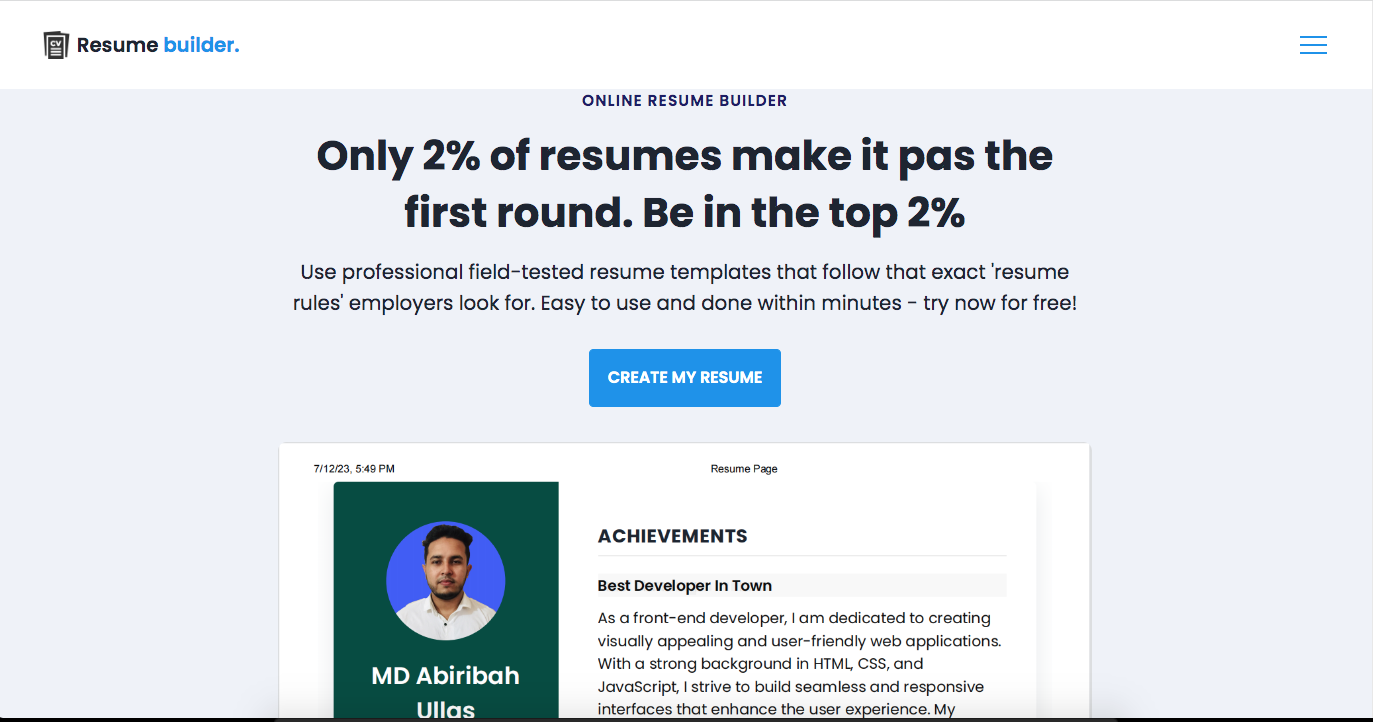 CV
Resume builder.
ONLINE RESUME BUILDER
Only 2% of resumes make it pas the
first round. Be in the top 2%
Use professional field-tested resume templates that follow that exact 'resume
rules' employers look for. Easy to use and done within minutes - try now for free!
CREATE MY RESUME
7/12/23, 5:49 PM
Resume Page
MD Abiribah
Ullas
ACHIEVEMENTS
Best Developer In Town
As a front-end developer, I am dedicated to creating
visually appealing and user-friendly web applications.
With a strong background in HTML, CSS, and
JavaScript, I strive to build seamless and responsive
interfaces that enhance the user experience. My